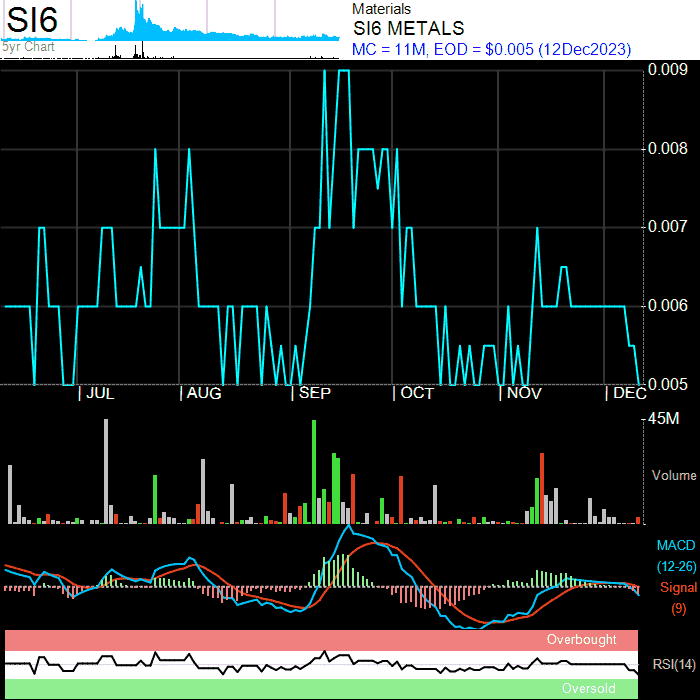 SI6
5yr Chart
Materials
SI6 METALS
MC = 11M, EOD = $0.005 (12Dec2023)
0.009
0.008
0.007
0.006
0.005
JUL
AUG
SEP
OCT
NOV
DEC
45M
Volume
MACD
(12-26)
Signal
(9)
Overbought
RSI(14)
Oversold